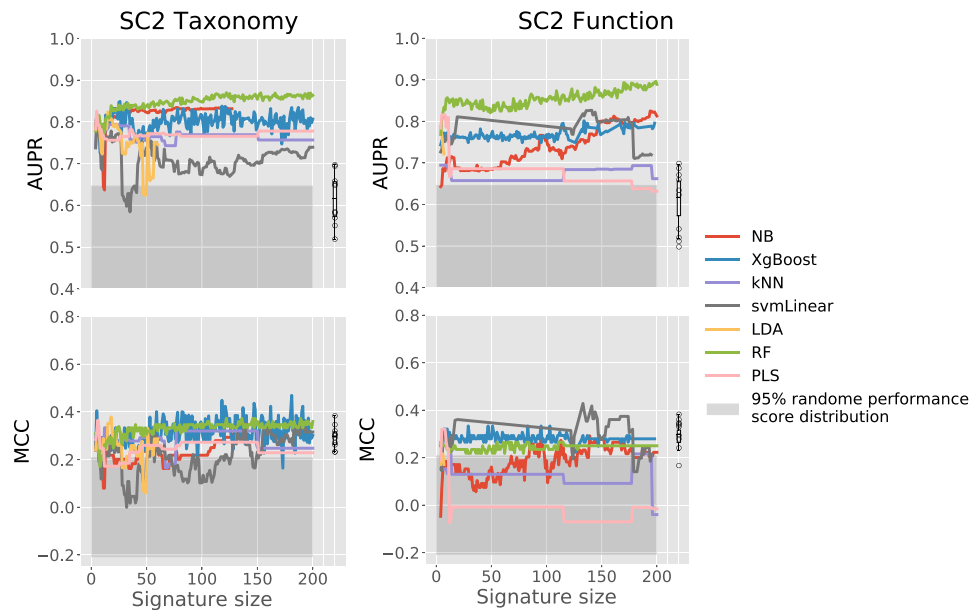 SC2 Taxonomy
SC2 Function
1.0
0.9
0.8
0.7
0.6
0.5
0.4
AUPR
1.0
0.9
0.8
0.7
0.6
0.5
0.4
AUPR
0.8
0.6
0.4
0.2
0.0
−0.2
MCC
0 50 100 150 200
Signature size
0.8
0.6
0.4
0.2
0.0
−0.2
MCC
0 50 100 150 200
Signature size
NB
XgBoost
kNN
svmLinear
LDA
RF
PLS
95% randome performance
score distribution